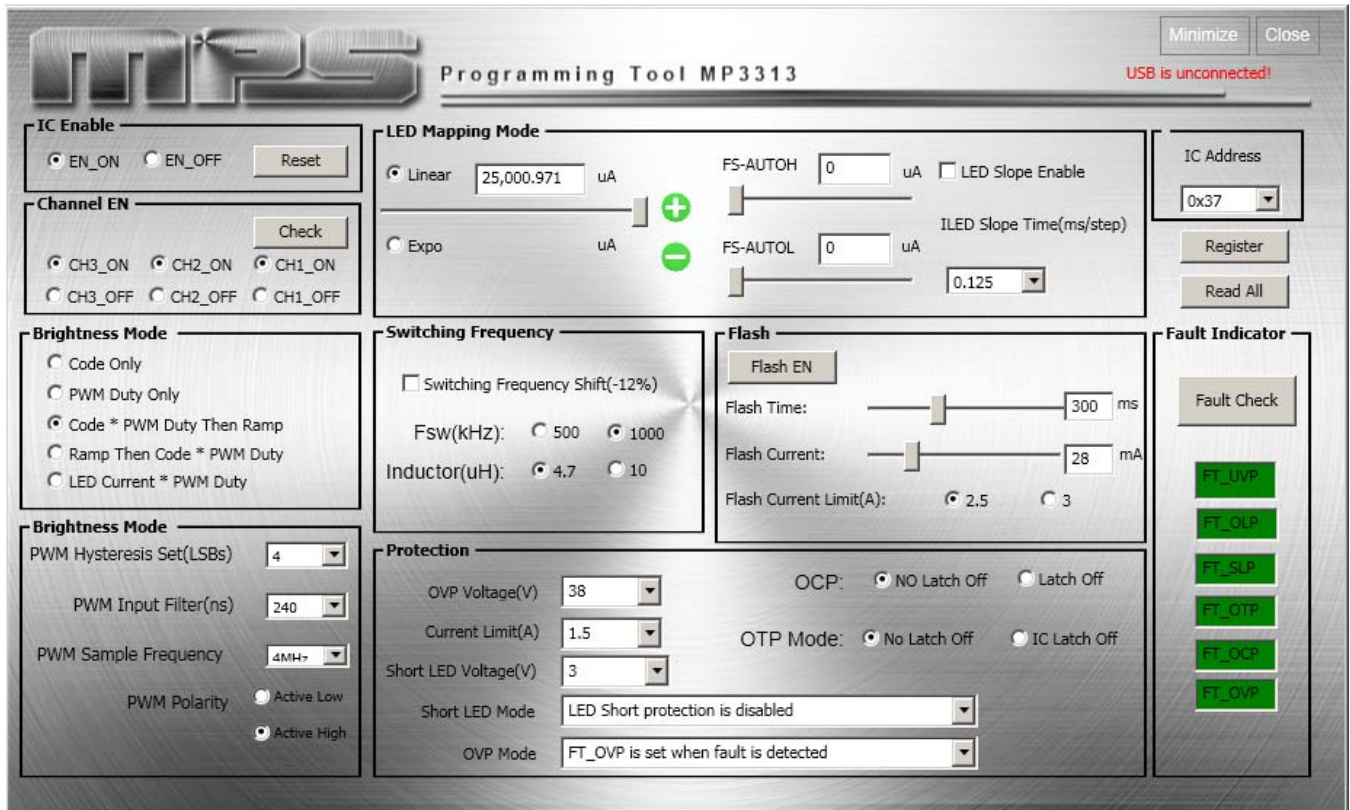 MPS
Programming Tool MP3313
Minimize Close
USB is unconnected!
IC Enable
EN_ON EN_OFF Reset
Channel EN
Check
CH3_ON CH2_ON CH1_ON
CH3_OFF CH2_OFF CH1_OFF
LED Mapping Mode
Linear 25,000.971 uA
Expo uA
FS-AUTOH 0 uA
FS-AUTOL 0 uA
LED Slope Enable
ILED Slope Time(ms/step)
0.125
IC Address
0x37
Register
Read All
Brightness Mode
Code Only
PWM Duty Only
Code * PWM Duty Then Ramp
Ramp Then Code * PWM Duty
LED Current * PWM Duty
Switching Frequency
Switching Frequency Shift(-12%)
Fsw(kHz): 500 1000
Inductor(uH): 4.7 10
Flash
Flash EN
Flash Time: 300 ms
Flash Current: 28 mA
Flash Current Limit(A): 2.5 3
Fault Indicator
Fault Check
FT_UVP
FT_OLP
FT_SLP
FT_OTP
FT_OCP
FT_OVP
Brightness Mode
PWM Hysteresis Set(LSBs) 4
PWM Input Filter(ns) 240
PWM Sample Frequency 4MHz
PWM Polarity Active Low
Active High
Protection
OVP Voltage(V) 38
Current Limit(A) 1.5
Short LED Voltage(V) 3
Short LED Mode LED Short protection is disabled
OVP Mode FT_OVP is set when fault is detected
OCP: NO Latch Off Latch Off
OTP Mode: No Latch Off IC Latch Off